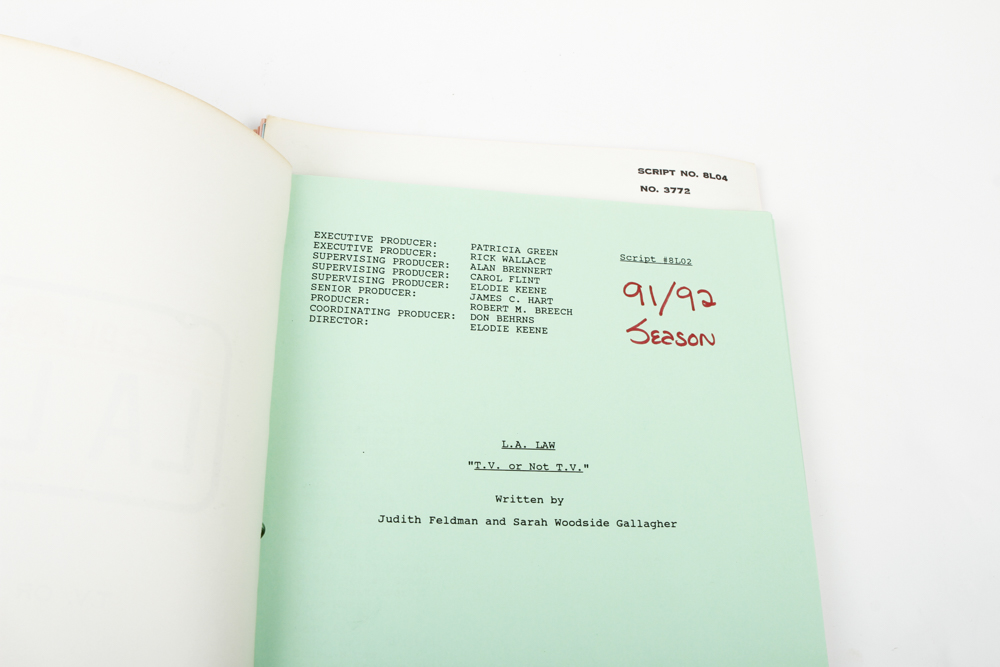 SCRIPT NO. 8L04
NO. 3772
EXECUTIVE PRODUCER: PATRICIA GREEN
EXECUTIVE PRODUCER: RICK WALLACE
SUPERVISING PRODUCER: ALAN BRENNERT
SUPERVISING PRODUCER: CAROL FLINT
SUPERVISING PRODUCER: ELODIE KEENE
SENIOR PRODUCER: JAMES C. HART
PRODUCER: ROBERT M. BREECH
COORDINATING PRODUCER: DON BEHRNS
DIRECTOR: ELODIE KEENE
Script #8L02
91/92
Season
L.A. LAW
"T.V. or Not T.V."
Written by
Judith Feldman and Sarah Woodside Gallagher